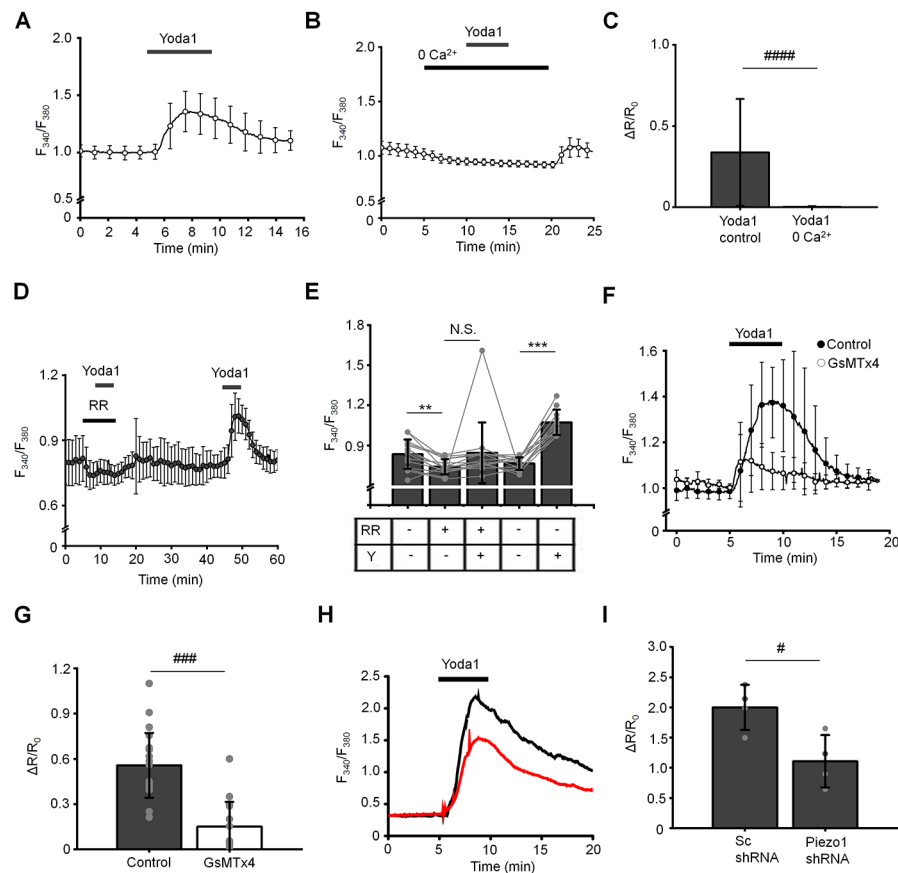 A
Yoda1
2.0
1.5
1.0
0.5
0
F340/F380
0 2 4 6 8 10 12 14 16
Time (min)
B
Yoda1
0 Ca²⁺
2.0
1.5
1.0
0.5
0
F340/F380
0 5 10 15 20 25
Time (min)
C
####
1.0
0.5
0
ΔR/R0
Yoda1 Yoda1
control 0 Ca²⁺
D
Yoda1 Yoda1
RR
1.2
1.0
0.8
0.6
0
F340/F380
0 10 20 30 40 50 60
Time (min)
E
N.S.
** ***
1.8
1.5
1.2
0.9
0.6
0
F340/F380
RR - + + - -
Y - - + - +
F
Yoda1
Control
GsMTx4
1.6
1.4
1.2
1.0
0
F340/F380
0 5 10 15 20
Time (min)
G
###
1.2
0.9
0.6
0.3
0
ΔR/R0
Control GsMTx4
H
Yoda1
2.5
2.0
1.5
1.0
0.5
0
F340/F380
0 5 10 15 20
Time (min)
I
#
3.0
2.5
2.0
1.5
1.0
0.5
0
ΔR/R0
Sc Piezo1
shRNA shRNA